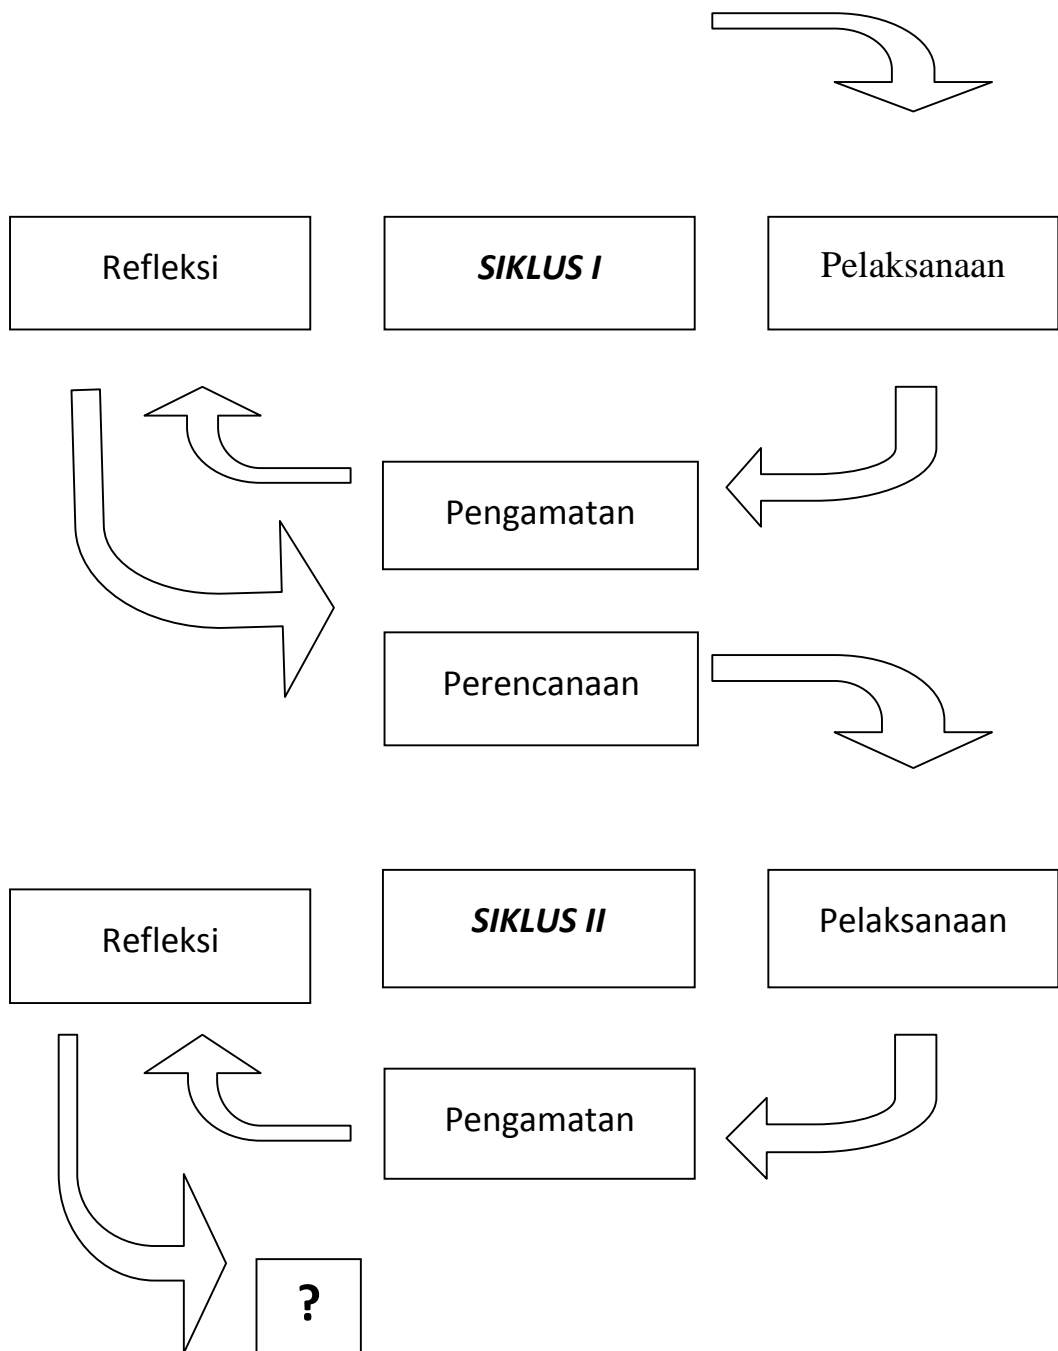 Refleksi
SIKLUS I
Pelaksanaan
Pengamatan
Perencanaan
Refleksi
SIKLUS II
Pelaksanaan
Pengamatan
?